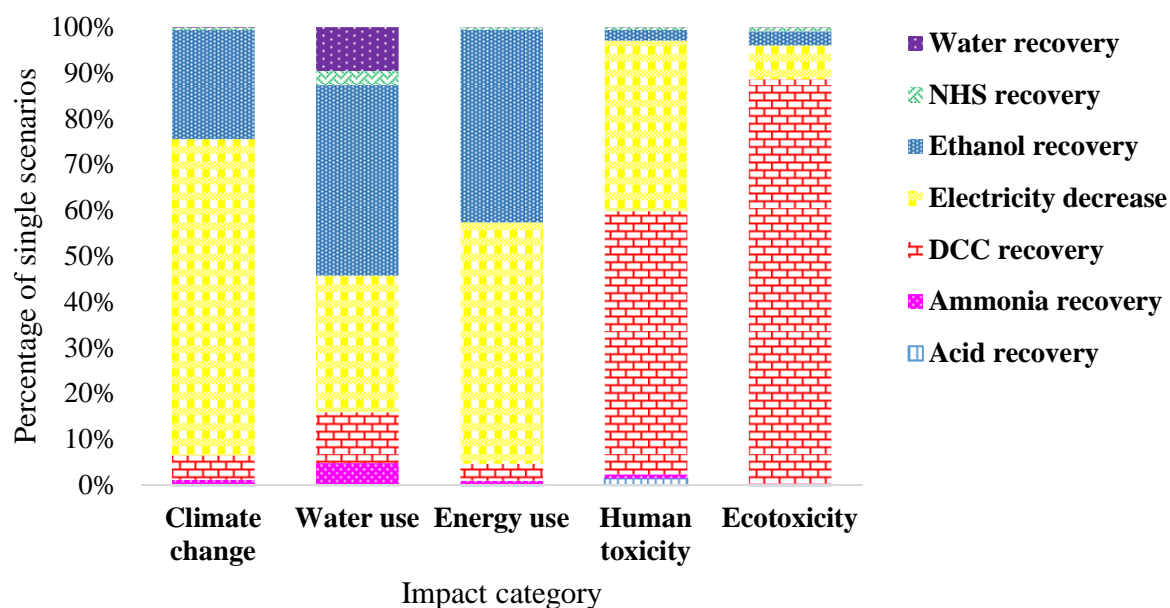 Percentage of single scenarios
100%
90%
80%
70%
60%
50%
40%
30%
20%
10%
0%
Climate
change
Water use
Energy use
Human
toxicity
Ecotoxicity
Impact category
Water recovery
NHS recovery
Ethanol recovery
Electricity decrease
DCC recovery
Ammonia recovery
Acid recovery